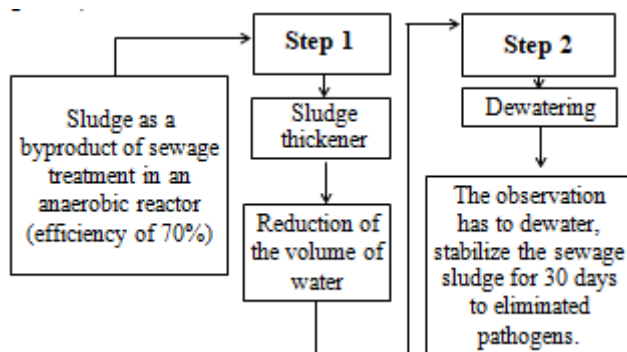 Sludge as a
byproduct of sewage
treatment in an
anaerobic reactor
(efficiency of 70%)
Step 1
Sludge
thickener
Reduction of
the volume of
water
Step 2
Dewatering
The observation
has to dewater,
stabilize the sewage
sludge for 30 days
to eliminated
pathogens.